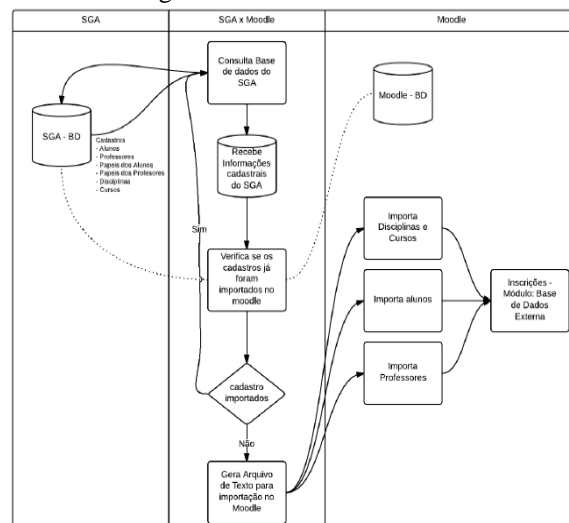 SGA
SGA x Moodle
Moodle
Consulta Base
de dados do
SGA
SGA - BD
Cadastros
- Alunos
- Professores
- Papeis dos Alunos
- Papeis dos Profesores
- Disciplinas
- Cursos
Moodle - BD
Recebe
Informações
cadastrais
do SGA
Sim
Verifica se os
cadastros já
foram
importados no
moodle
Importa
Disciplinas e
Cursos
Importa alunos
Importa
Professores
Inscrições -
Módulo: Base
de Dados
Externa
cadastro
importados
Não
Gera Arquivo
de Texto para
importação no
Moodle